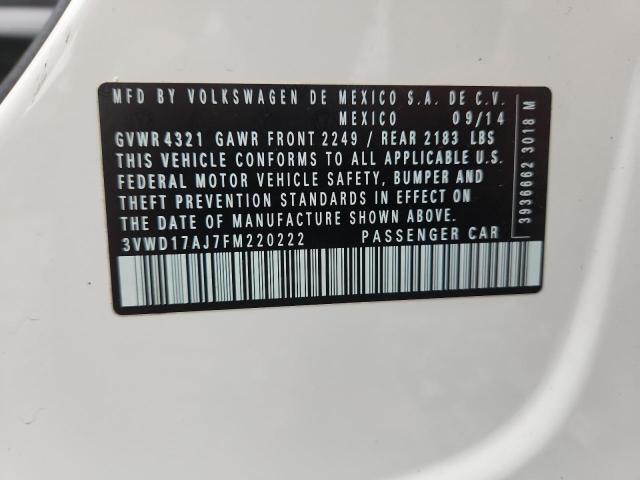 MFD BY VOLKSWAGEN DE MEXICO S.A. DE C.V.
MEXICO 09/14
GVWR 4321 GAWR FRONT 2249 / REAR 2183 LBS
THIS VEHICLE CONFORMS TO ALL APPLICABLE U.S.
FEDERAL MOTOR VEHICLE SAFETY, BUMPER AND
THEFT PREVENTION STANDARDS IN EFFECT ON
THE DATE OF MANUFACTURE SHOWN ABOVE.
3VWD17AJ7FM220222 PASSENGER CAR
3936662 3018 M